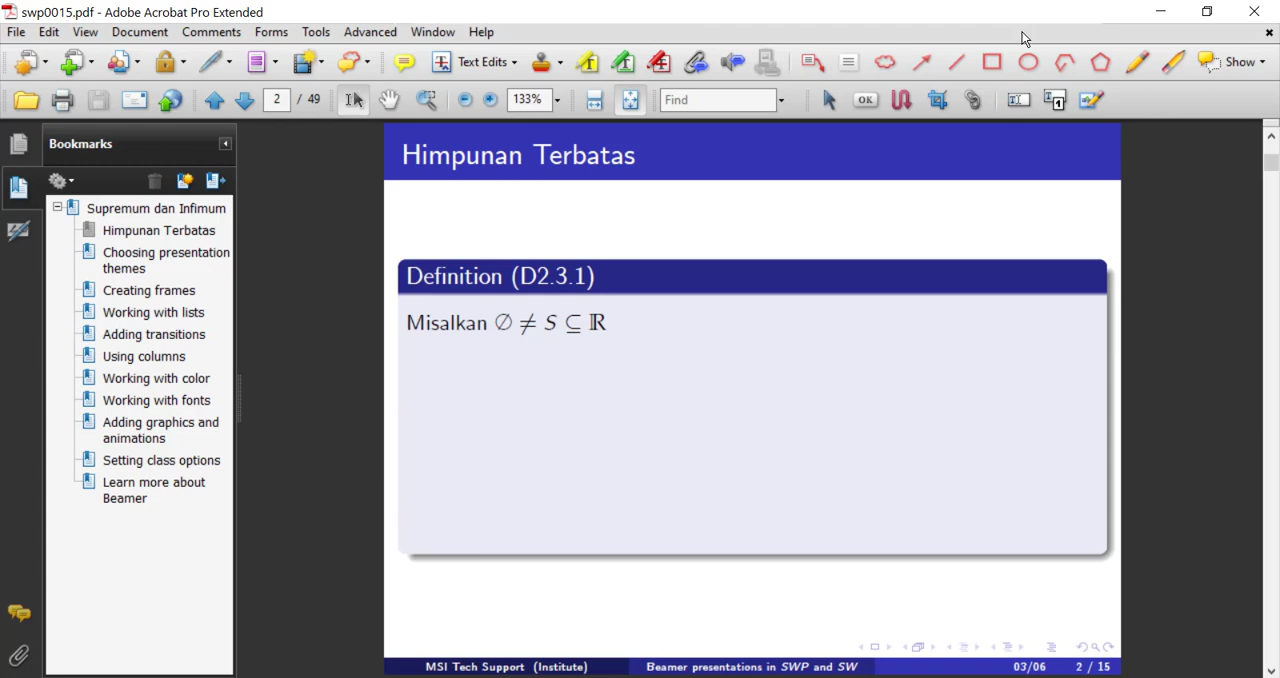 swp0015.pdf - Adobe Acrobat Pro Extended
File Edit View Document Comments Forms Tools Advanced Window Help
Text Edits Show
2 / 49 OK 133% Find
Bookmarks
Supremum dan Infimum
Himpunan Terbatas
Choosing presentation
themes
Creating frames
Working with lists
Adding transitions
Using columns
Working with color
Working with fonts
Adding graphics and
animations
Setting class options
Learn more about
Beamer
Himpunan Terbatas
Definition (D2.3.1)
Misalkan ∅ ≠ S ⊆ ℝ
MSI Tech Support (Institute) Beamer presentations in SWP and SW 03/06 2 / 15